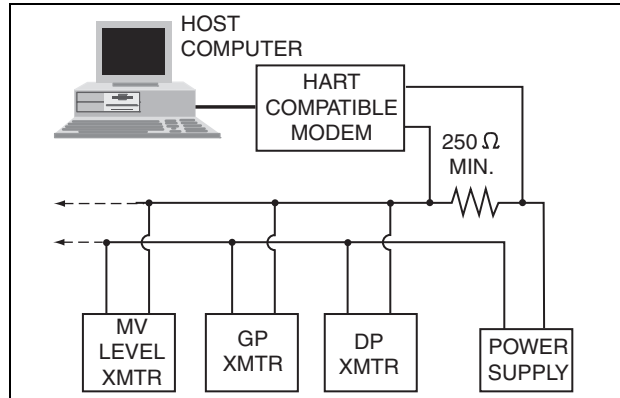 HOST
COMPUTER
HART
COMPATIBLE
MODEM
250 Ω
MIN.
MV
LEVEL
XMTR
GP
XMTR
DP
XMTR
POWER
SUPPLY